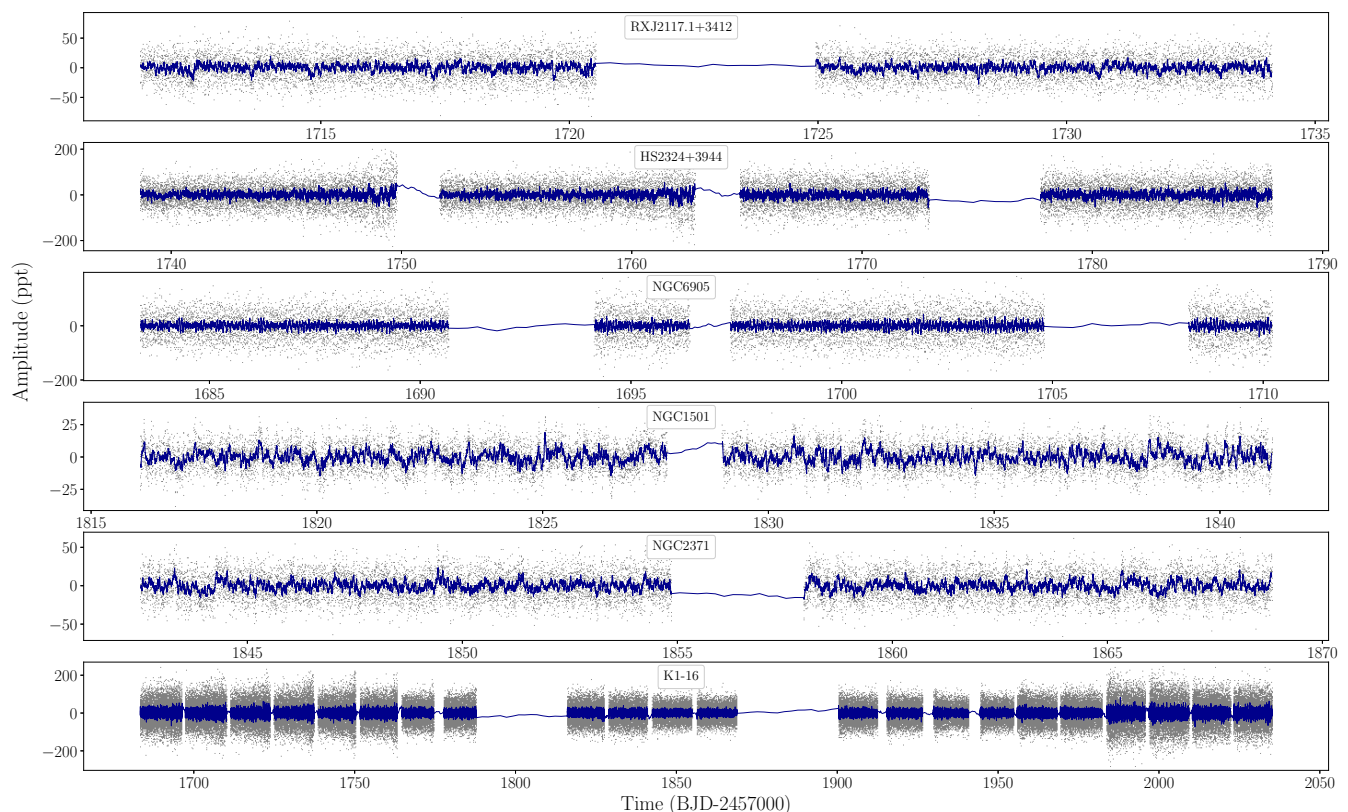 RXJ2117.1+3412
50
0
−50
1715 1720 1725 1730 1735
HS2324+3944
200
0
−200
1740 1750 1760 1770 1780 1790
NGC6905
0
−200
1685 1690 1695 1700 1705 1710
NGC1501
25
0
−25
1815 1820 1825 1830 1835 1840
NGC2371
50
0
−50
1845 1850 1855 1860 1865 1870
K1-16
200
0
−200
1700 1750 1800 1850 1900 1950 2000 2050
Amplitude (ppt)
Time (BJD-2457000)